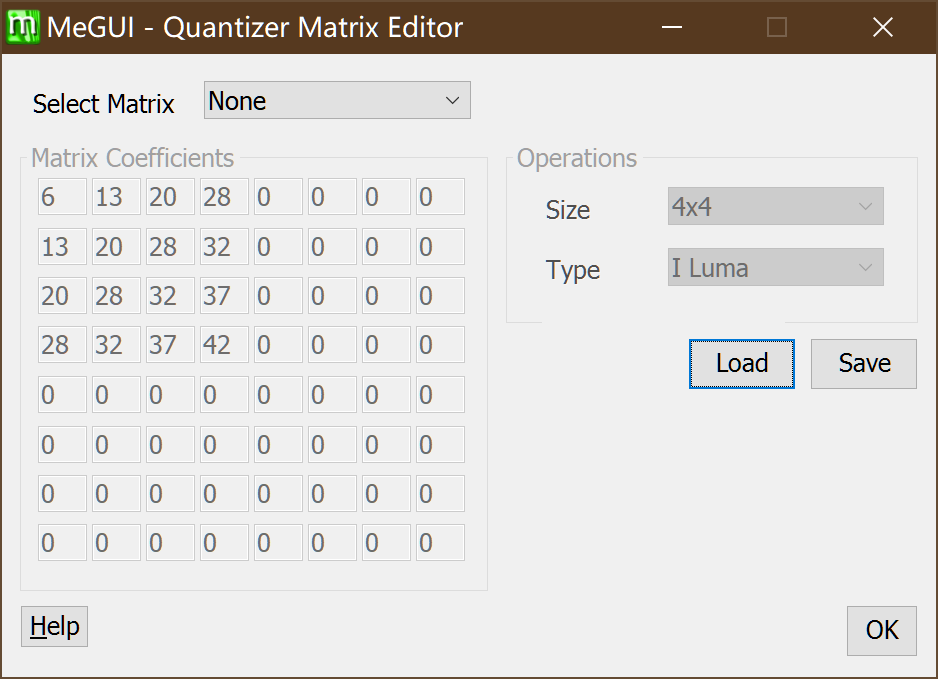 MeGUI - Quantizer Matrix Editor
Select Matrix None
Matrix Coefficients
6 13 20 28 0 0 0 0
13 20 28 32 0 0 0 0
20 28 32 37 0 0 0 0
28 32 37 42 0 0 0 0
0 0 0 0 0 0 0 0
0 0 0 0 0 0 0 0
0 0 0 0 0 0 0 0
0 0 0 0 0 0 0 0
Operations
Size 4x4
Type I Luma
Load Save
Help
OK